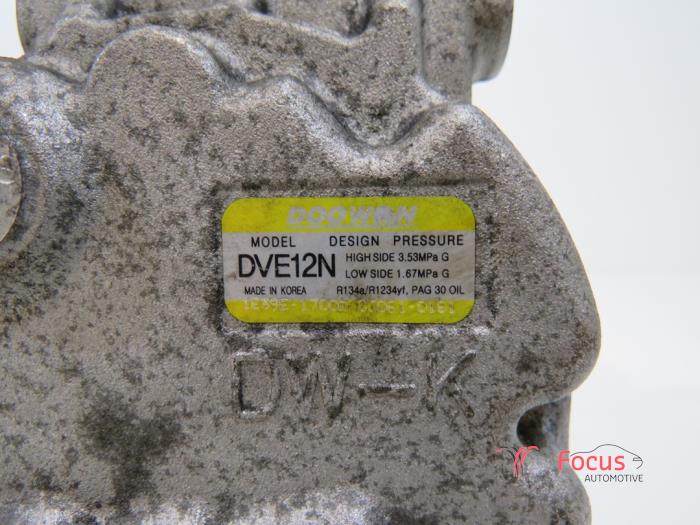 DOOWON
MODEL DESIGN PRESSURE
DVE12N HIGH SIDE 3.53MPa G
LOW SIDE 1.67MPa G
MADE IN KOREA R134a/R1234yf, PAG 30 OIL
DW-K
Focus
AUTOMOTIVE